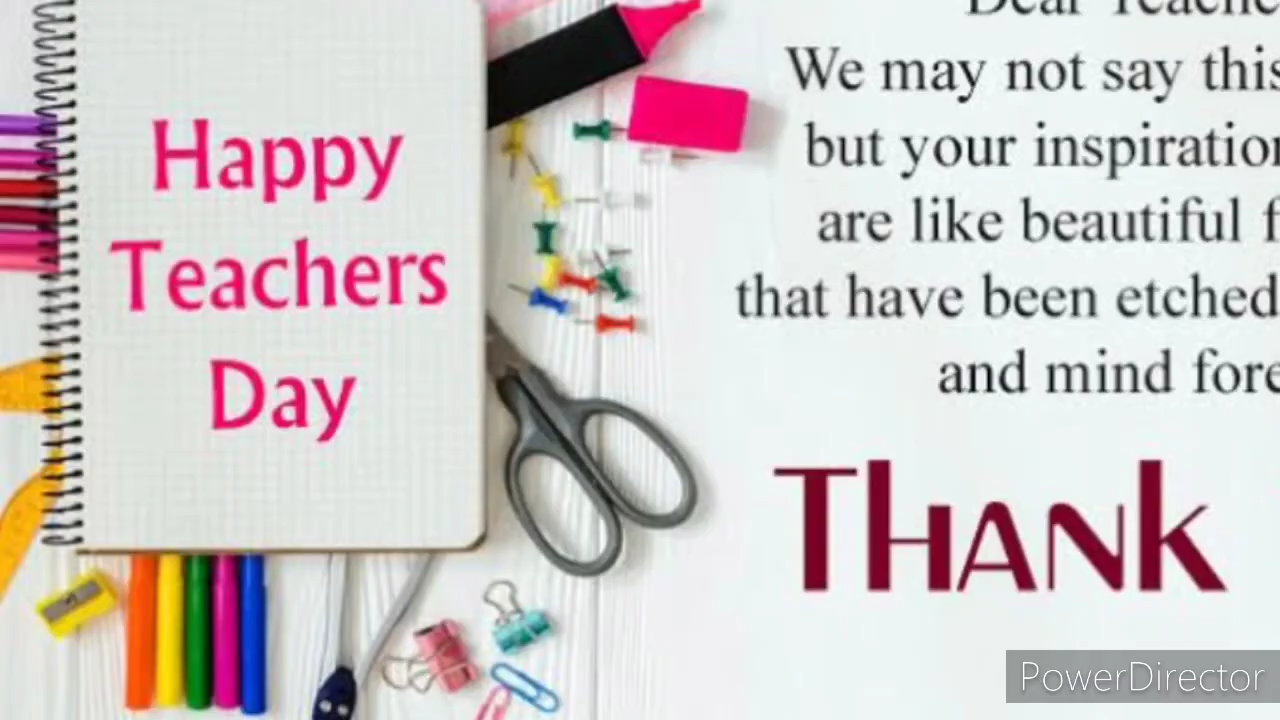 Happy
Teachers
Day
Dear
We may not say this
but your
are like beautiful
that have been etched
and mind
THANK
PowerDirector